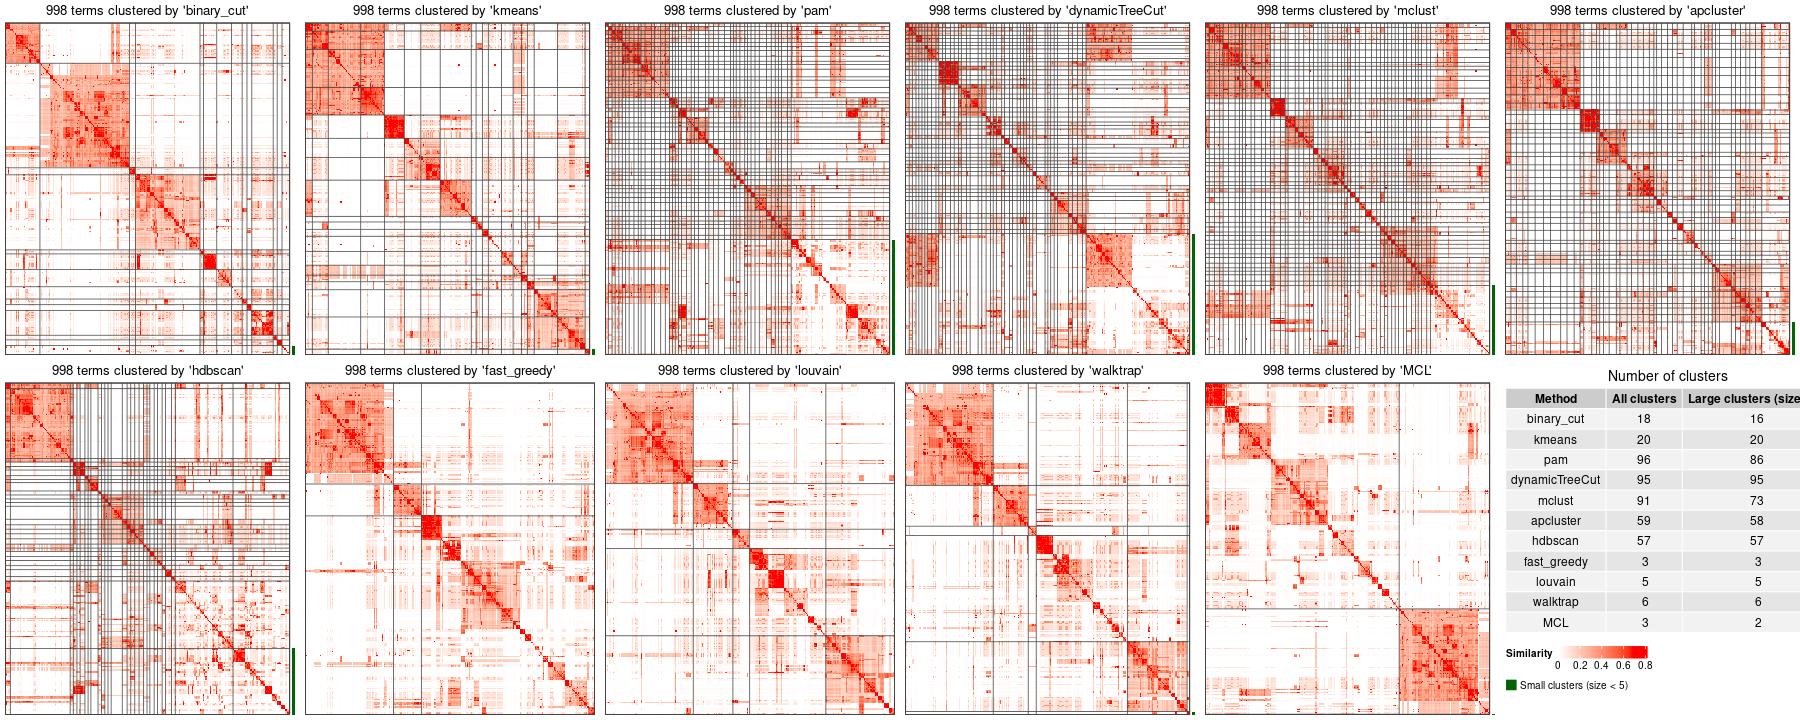 998 terms clustered by 'binary_cut'
998 terms clustered by 'kmeans'
998 terms clustered by 'pam'
998 terms clustered by 'dynamicTreeCut'
998 terms clustered by 'mclust'
998 terms clustered by 'apcluster'
998 terms clustered by 'hdbscan'
998 terms clustered by 'fast_greedy'
998 terms clustered by 'louvain'
998 terms clustered by 'walktrap'
998 terms clustered by 'MCL'
Number of clusters
Method All clusters Large clusters (size
binary_cut 18 16
kmeans 20 20
pam 96 86
dynamicTreeCut 95 95
mclust 91 73
apcluster 59 58
hdbscan 57 57
fast_greedy 3 3
louvain 5 5
walktrap 6 6
MCL 3 2
Similarity
0 0.2 0.4 0.6 0.8
Small clusters (size < 5)